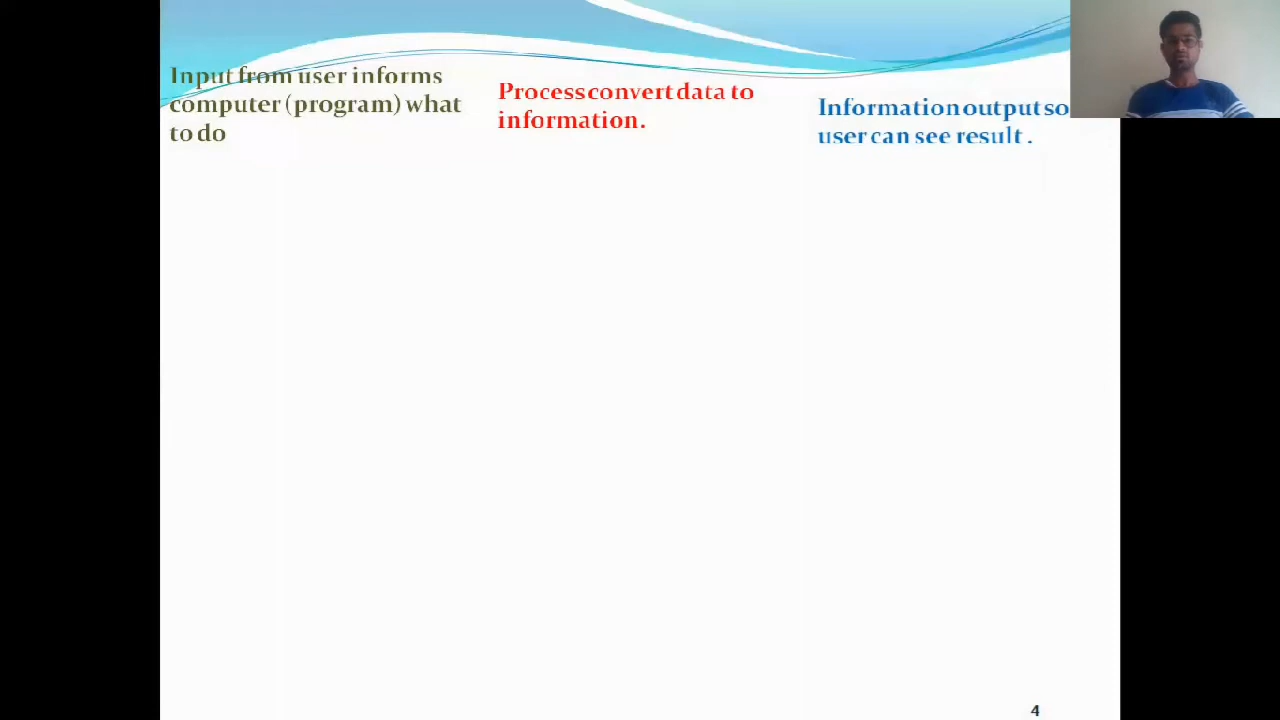 Input from user informs
computer (program) what
to do
Process convert data to
information.
Information output so
user can see result .
4